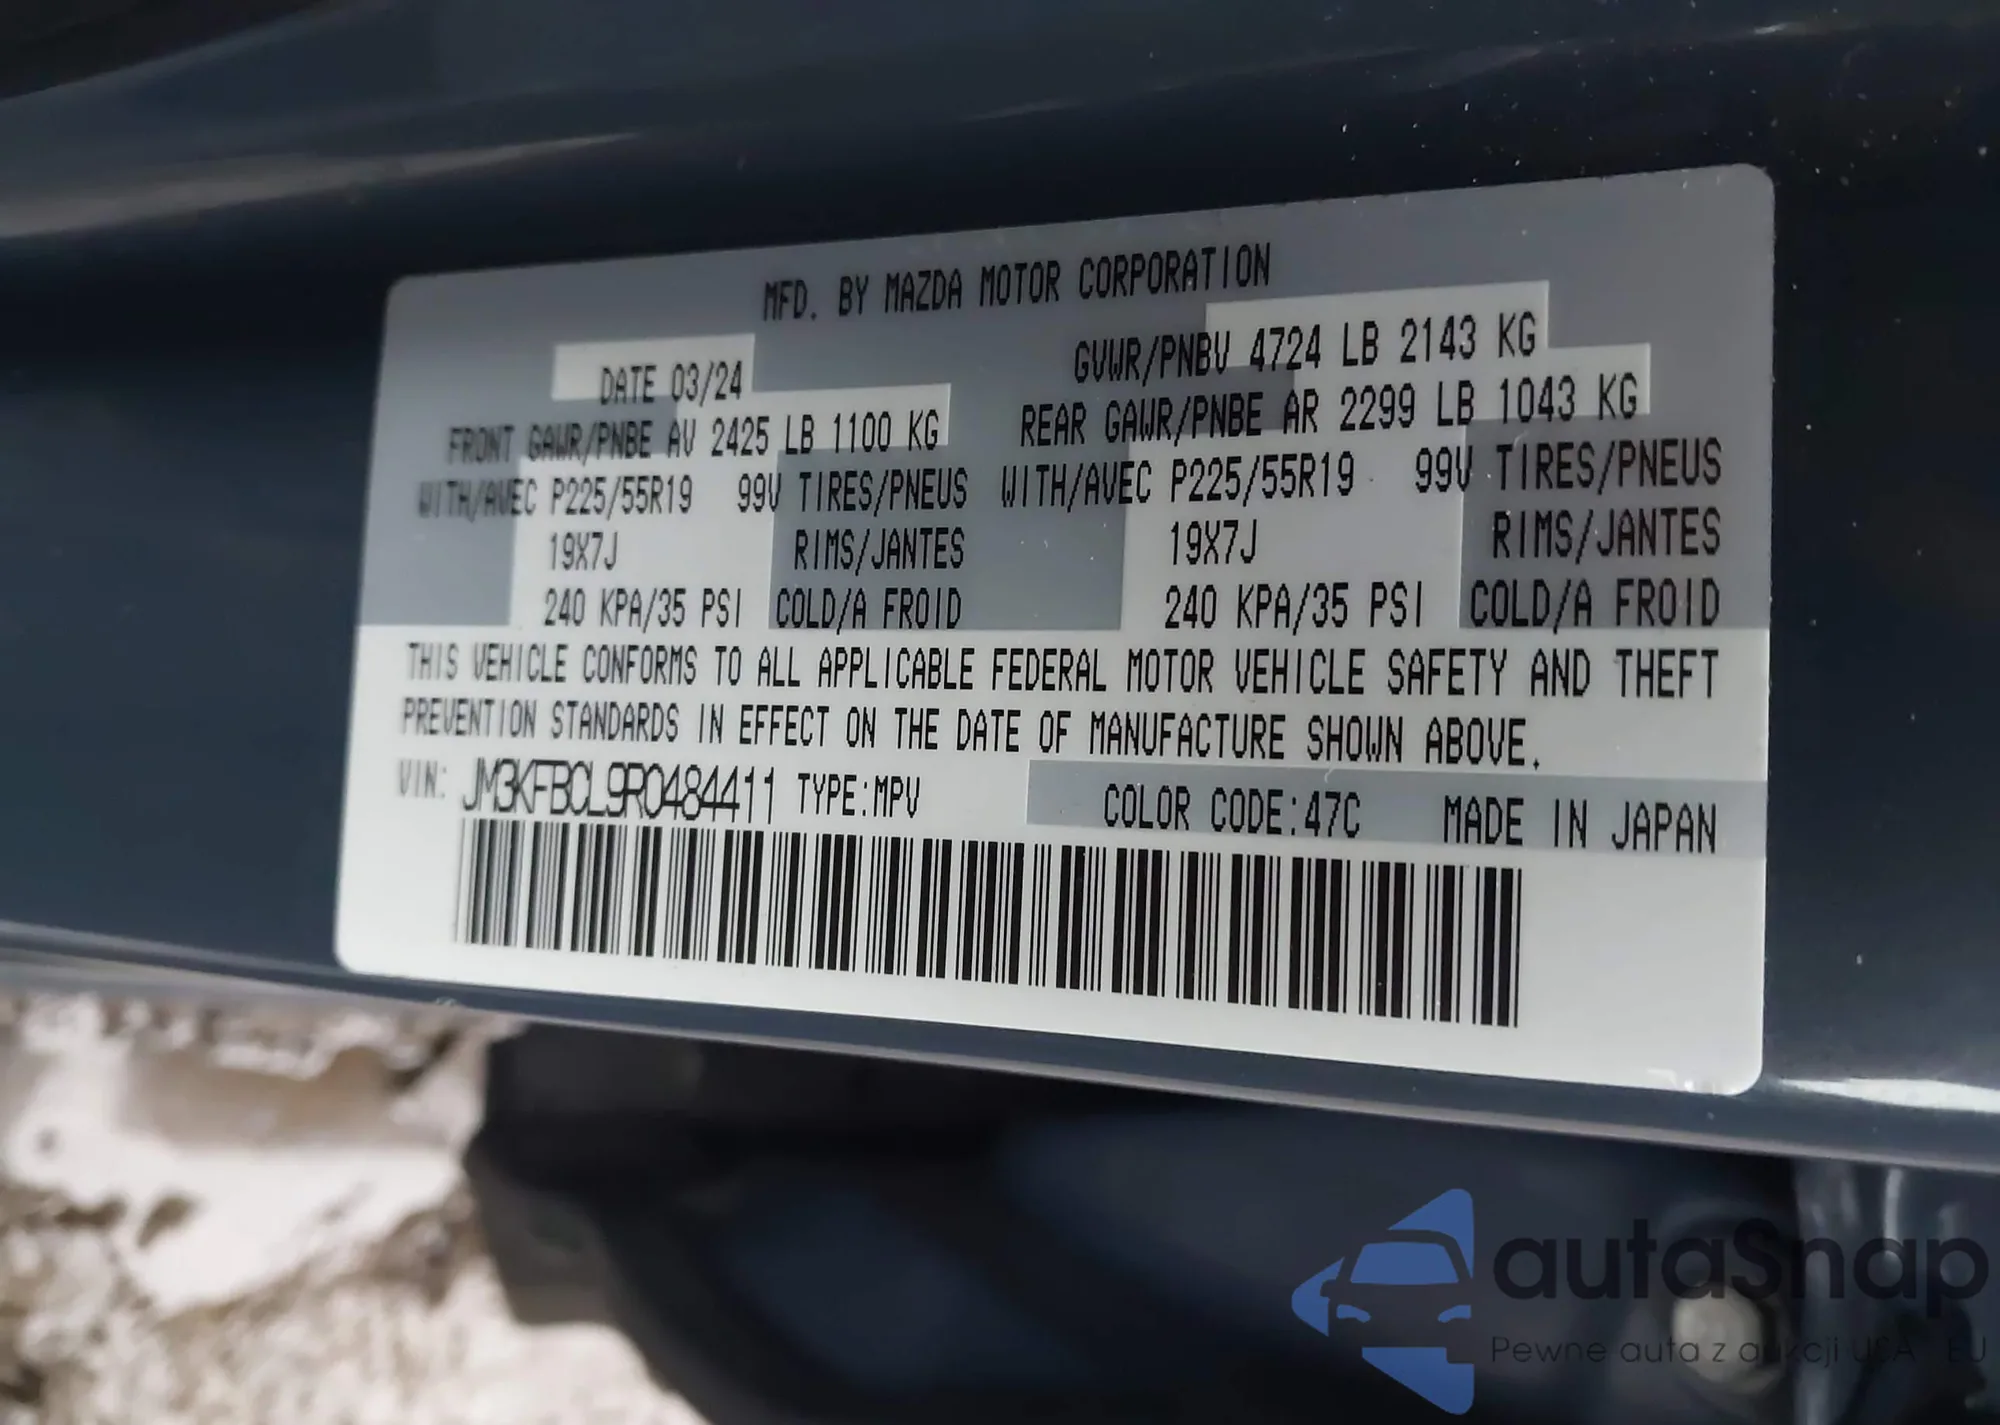 MFD. BY MAZDA MOTOR CORPORATION
DATE 03/24 GVWR/PNBV 4724 LB 2143 KG
FRONT GAWR/PNBE AV 2425 LB 1100 KG REAR GAWR/PNBE AR 2299 LB 1043 KG
WITH/AVEC P225/55R19 99V TIRES/PNEUS WITH/AVEC P225/55R19 99V TIRES/PNEUS
19X7J RIMS/JANTES 19X7J RIMS/JANTES
240 KPA/35 PSI COLD/A FROID 240 KPA/35 PSI COLD/A FROID
THIS VEHICLE CONFORMS TO ALL APPLICABLE FEDERAL MOTOR VEHICLE SAFETY AND THEFT
PREVENTION STANDARDS IN EFFECT ON THE DATE OF MANUFACTURE SHOWN ABOVE.
VIN: JM3KFBCL9R0484411 TYPE:MPV COLOR CODE:47C MADE IN JAPAN
autaSnap
Pewne auta z aukcji USA EU